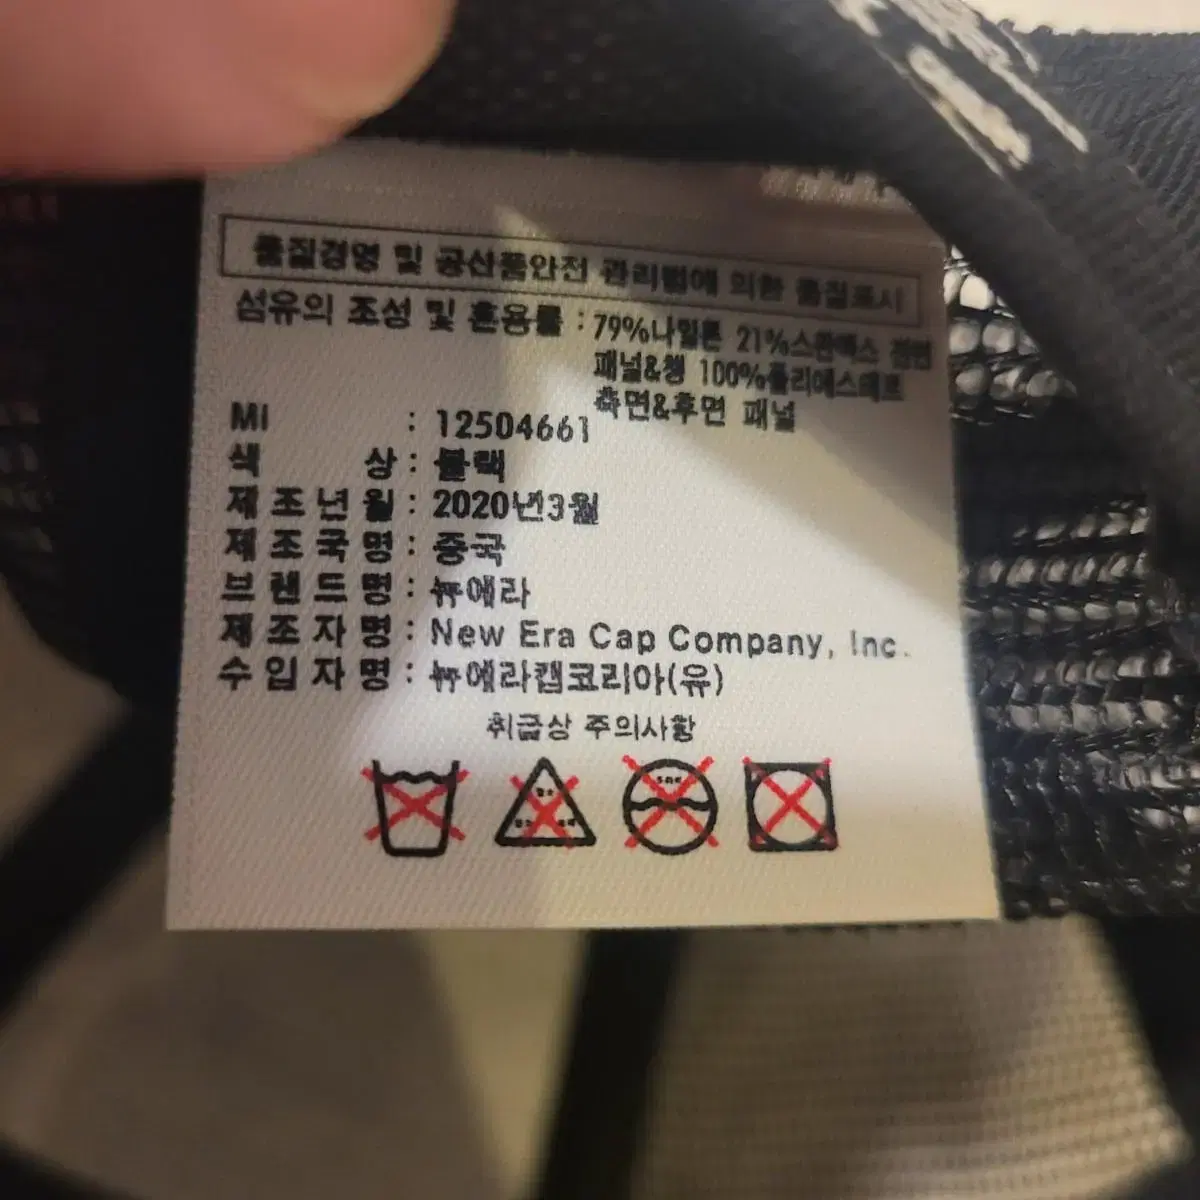 품질경영 및 공산품안전 관리법에 의한 품질표시
섬유의 조성 및 혼용률 : 79%나일론 21%스판덱스 정면
패널&챙 100%폴리에스테르
측면&후면 패널
MI : 12504661
색 상 : 블랙
제조년월 : 2020년3월
제조국명 : 중국
브랜드명 : 뉴에라
제조자명 : New Era Cap Company, Inc.
수입자명 : 뉴에라캡코리아(유)
취급상 주의사항